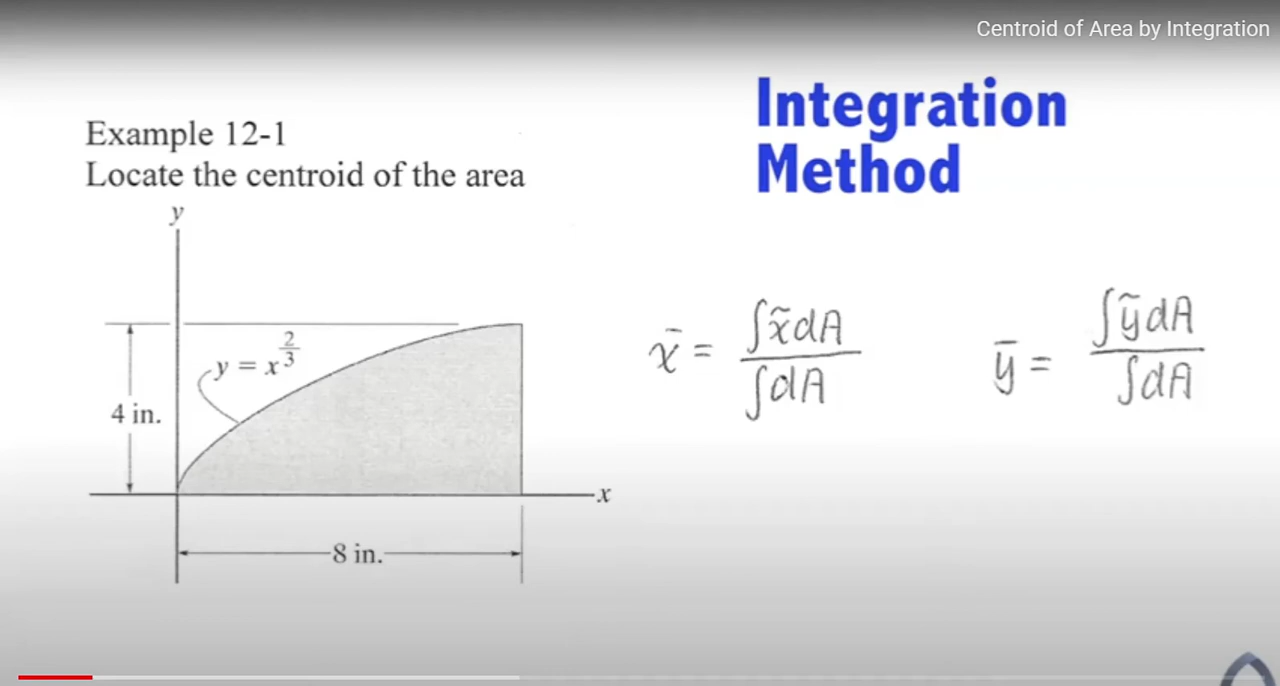 Centroid of Area by Integration
Integration
Method
Example 12-1
Locate the centroid of the area
y
y = x^{2/3}
4 in.
x
8 in.
x̄ = ∫x̃dA / ∫dA
ȳ = ∫ỹdA / ∫dA